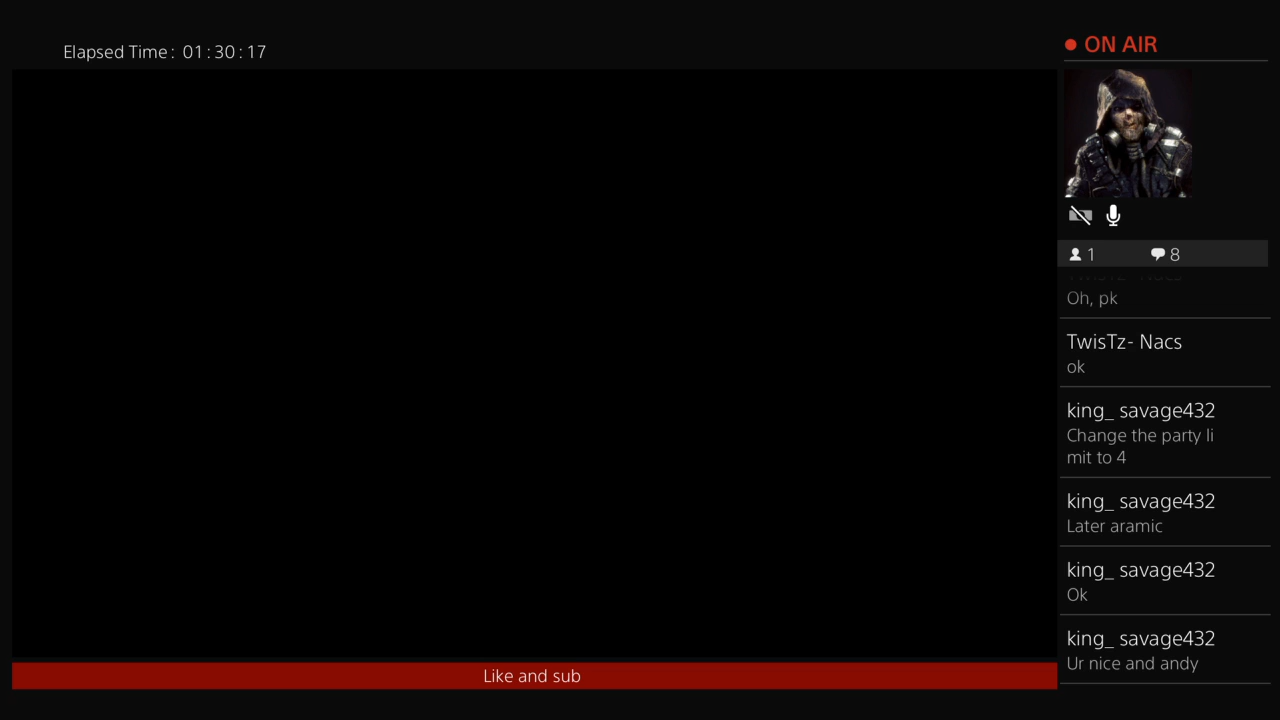 Elapsed Time: 01:30:17
ON AIR
1 8
Oh, pk
TwisTz- Nacs
ok
king_ savage432
Change the party li
mit to 4
king_ savage432
Later aramic
king_ savage432
Ok
king_ savage432
Ur nice and andy
Like and sub